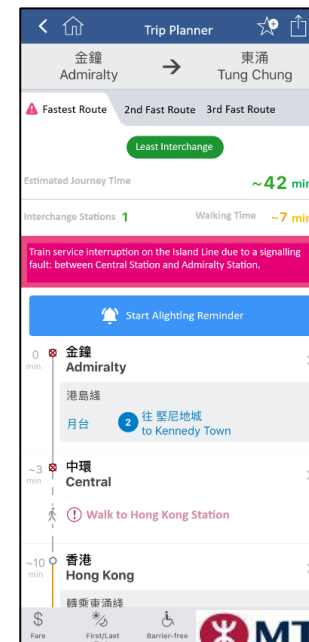 Trip Planner
金鐘
Admiralty
東涌
Tung Chung
Fastest Route
2nd Fast Route
3rd Fast Route
Least Interchange
Estimated Journey Time
~42 min
Interchange Stations 1
Walking Time ~7 min
Train service interruption on the Island Line due to a signalling
fault: between Central Station and Admiralty Station.
Start Alighting Reminder
0
min
金鐘
Admiralty
港島綫
月台 2 往 堅尼地城
to Kennedy Town
~3
min
中環
Central
Walk to Hong Kong Station
~10
min
香港
Hong Kong
轉乘東涌綫
$
Fare
First/Last
Barrier-free
MT